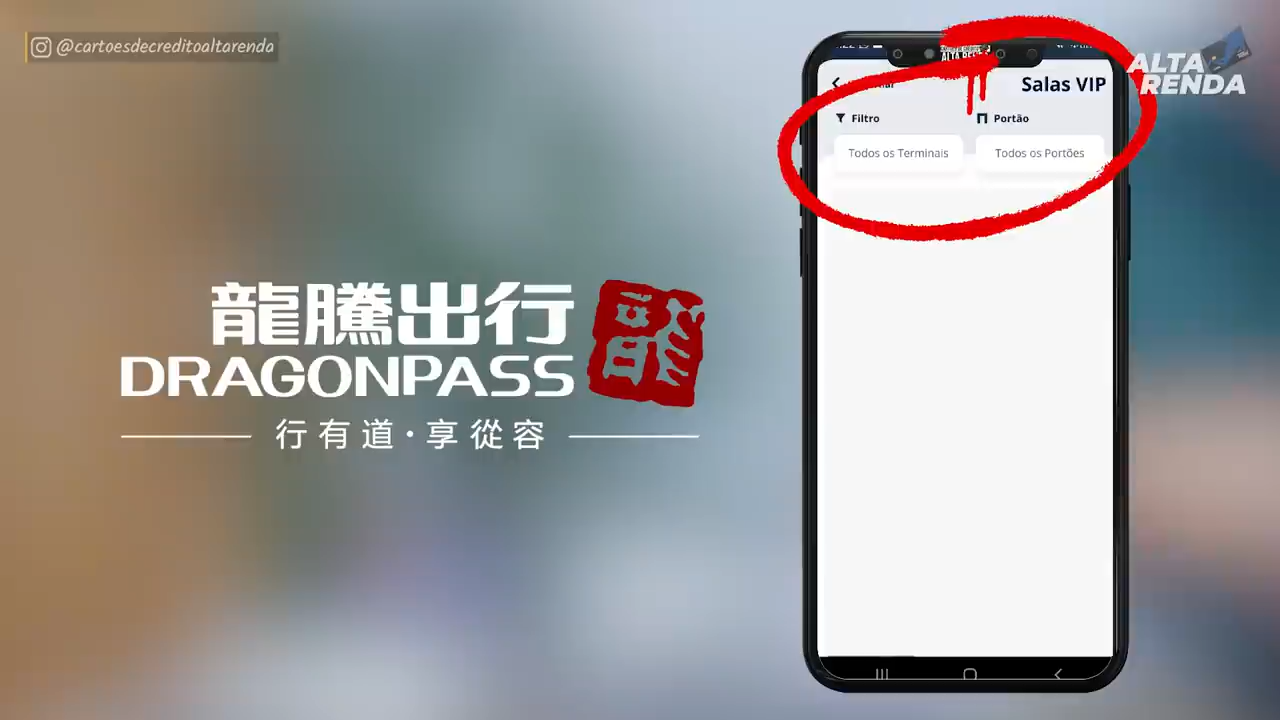 @cartoesdecreditoaltarenda
ALTA
RENDA
Salas VIP
Filtro
Portão
Todos os Terminais
Todos os Portões
龍騰出行
DRAGONPASS
行有道·享從容